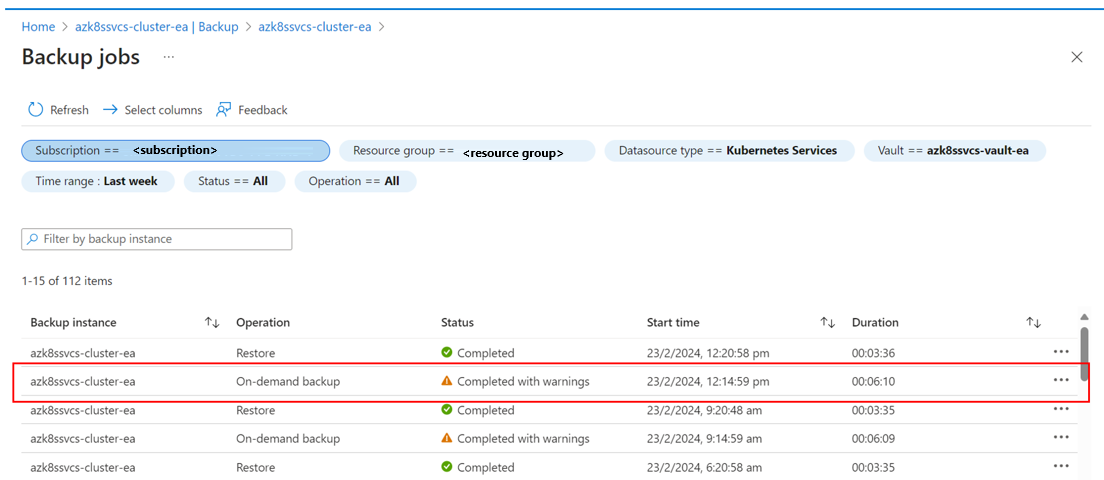 Home > azk8ssvcs-cluster-ea | Backup > azk8ssvcs-cluster-ea >
Backup jobs ...
Refresh Select columns Feedback
Subscription == <subscription> Resource group == <resource group> Datasource type == Kubernetes Services Vault == azk8ssvcs-vault-ea
Time range : Last week Status == All Operation == All
Filter by backup instance
1-15 of 112 items
Backup instance Operation Status Start time Duration
azk8ssvcs-cluster-ea Restore Completed 23/2/2024, 12:20:58 pm 00:03:36
azk8ssvcs-cluster-ea On-demand backup Completed with warnings 23/2/2024, 12:14:59 pm 00:06:10
azk8ssvcs-cluster-ea Restore Completed 23/2/2024, 9:20:48 am 00:03:35
azk8ssvcs-cluster-ea On-demand backup Completed with warnings 23/2/2024, 9:14:59 am 00:06:09
azk8ssvcs-cluster-ea Restore Completed 23/2/2024, 6:20:58 am 00:03:35